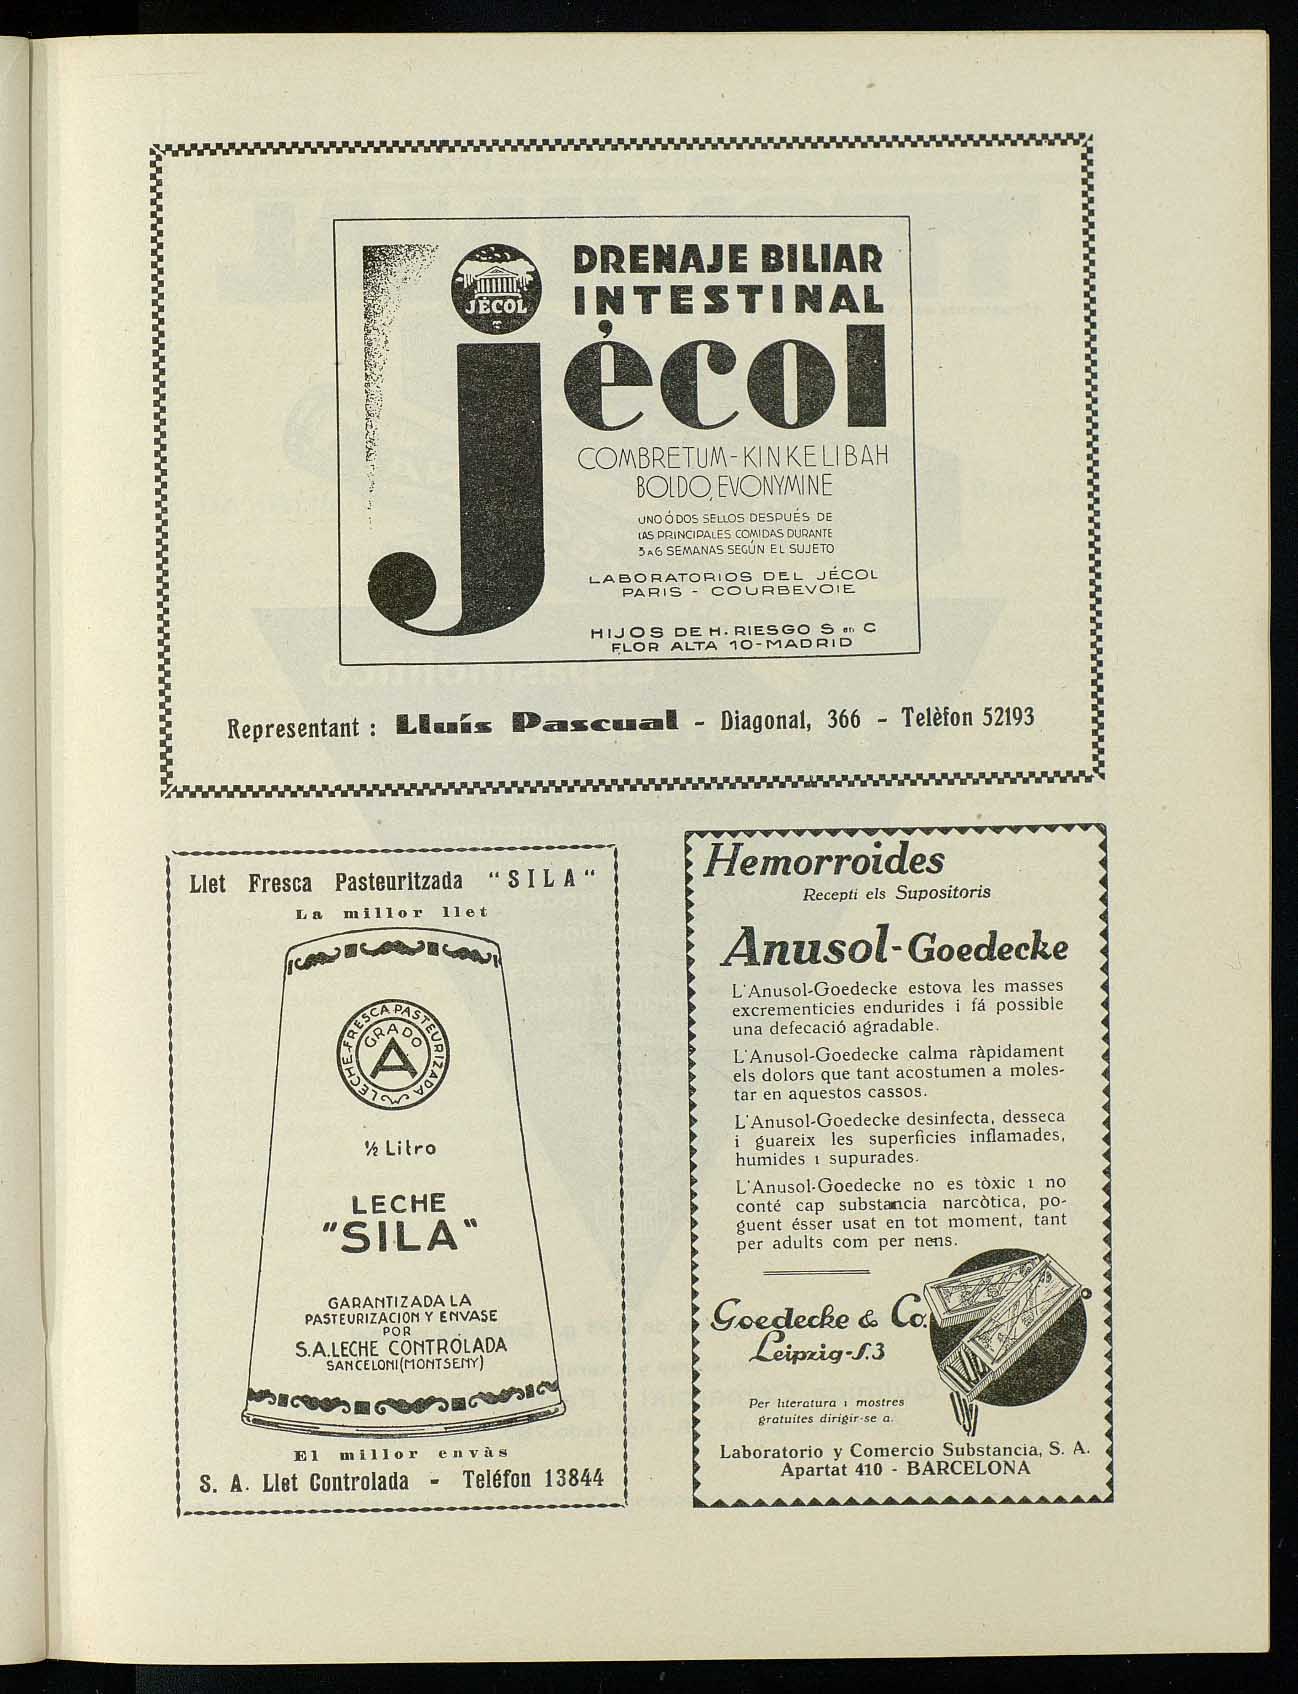 JÈCOL
DRENAJE BILIAR
INTESTINAL
jècol
COMBRETUM-KINKELIBAH
BOLDO, EVONYMINE
UNO Ó DOS SELLOS DESPUÉS DE
LAS PRINCIPALES COMIDAS DURANTE
5 A 6 SEMANAS SEGÚN EL SUJETO
LABORATORIOS DEL JÉCOL
PARIS - COURBEVOIE
HIJOS DE H. RIESGO S en C
FLOR ALTA 10-MADRID
Representant : Lluís Pascual - Diagonal, 366 - Telèfon 52193
Llet Fresca Pasteuritzada "SILA"
La millor llet
LECHE FRESCA PASTEURIZADA
GRADO
A
½ Litro
LECHE
"SILA"
GARANTIZADA LA
PASTEURIZACION Y ENVASE
POR
S.A.LECHE CONTROLADA
SAN CELONI (MONTSENY)
El millor envàs
S. A. Llet Controlada - Teléfon 13844
Hemorroides
Recepti els Supositoris
Anusol-Goedecke
L'Anusol-Goedecke estova les masses
excrementicies endurides i fá possible
una defecació agradable.
L'Anusol-Goedecke calma ràpidament
els dolors que tant acostumen a moles-
tar en aquestos cassos.
L'Anusol-Goedecke desinfecta, desseca
i guareix les superficies inflamades,
humides i supurades.
L'Anusol-Goedecke no es tòxic i no
conté cap substancia narcòtica, po-
guent ésser usat en tot moment, tant
per adults com per nens.
Goedecke & Co.
Leipzig-S.3
Per literatura i mostres
gratuites dirigir-se a.
Laboratorio y Comercio Substancia, S. A.
Apartat 410 - BARCELONA